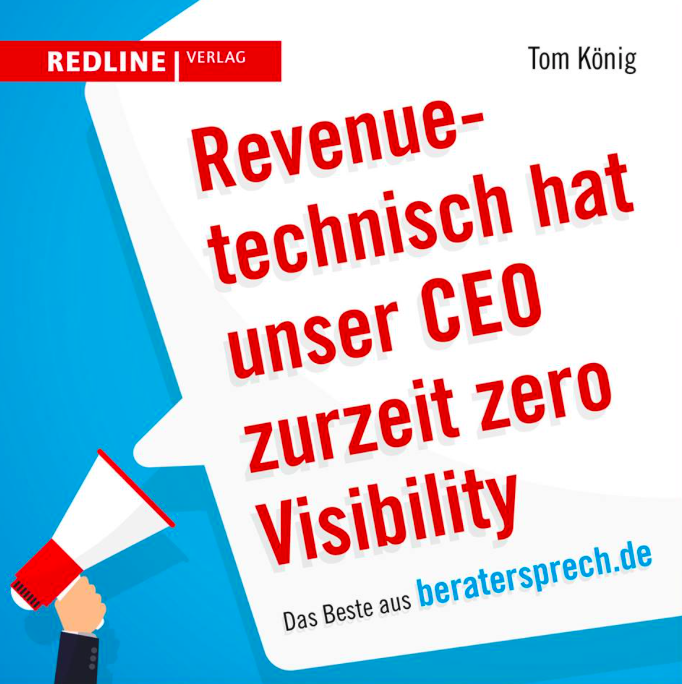 REDLINE | VERLAG
Tom König
Revenue-
technisch hat
unser CEO
zurzeit zero
Visibility
Das Beste aus beratersprech.de